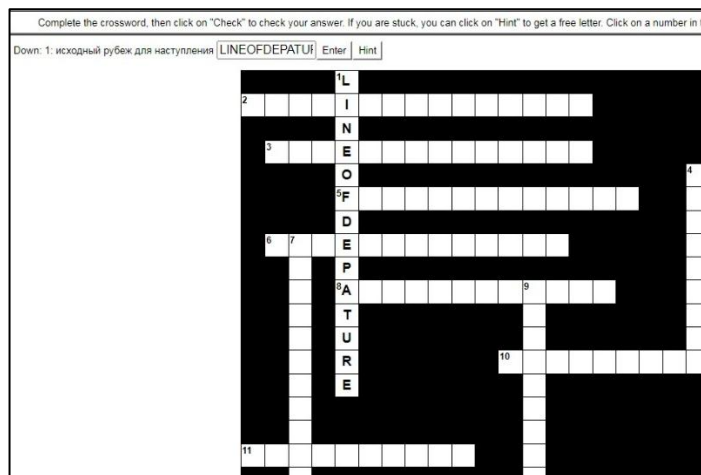 Complete the crossword, then click on "Check" to check your answer. If you are stuck, you can click on "Hint" to get a free letter. Click on a number in
Down: 1: исходный рубеж для наступления LINEOFDEPATUR Enter Hint
1 L
2 I
N
3 E
O 4
5 F
D
6 7 E
P
8 A 9
T
U
10 R
E
11